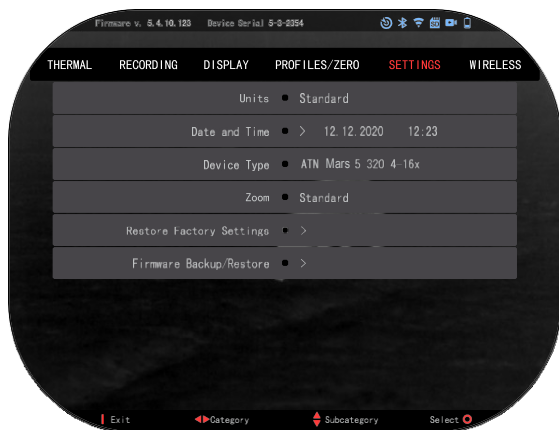 Firmware v. 5.4.10.123 Device Serial 5-3-2354
THERMAL RECORDING DISPLAY PROFILES/ZERO SETTINGS WIRELESS
Units Standard
Date and Time > 12.12.2020 12:23
Device Type ATN Mars 5 320 4-16x
Zoom Standard
Restore Factory Settings >
Firmware Backup/Restore >
Exit Category Subcategory Select